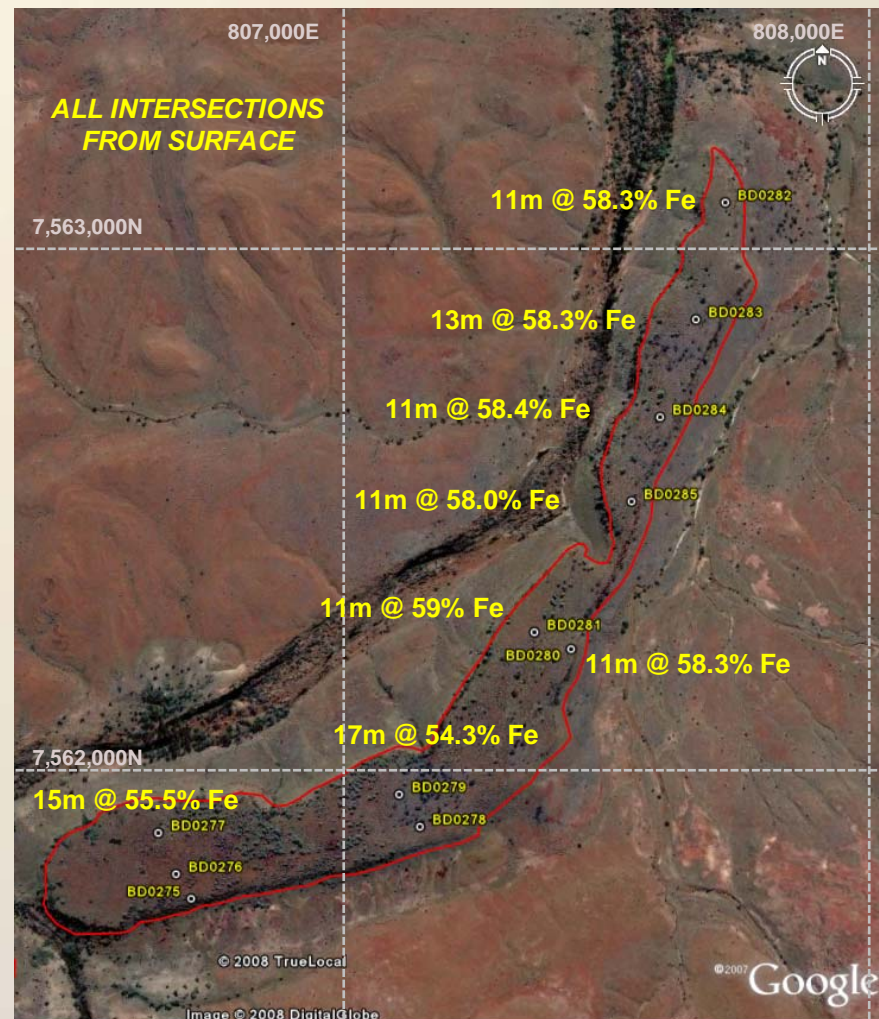 807,000E
808,000E
N
ALL INTERSECTIONS
FROM SURFACE
11m @ 58.3% Fe
BD0282
7,563,000N
13m @ 58.3% Fe
BD0283
11m @ 58.4% Fe
BD0284
11m @ 58.0% Fe
BD0285
11m @ 59% Fe
BD0281
BD0280
11m @ 58.3% Fe
17m @ 54.3% Fe
7,562,000N
15m @ 55.5% Fe
BD0279
BD0277
BD0278
BD0276
BD0275
© 2008 TrueLocal
©2007 Google
Image © 2008 DigitalGlobe